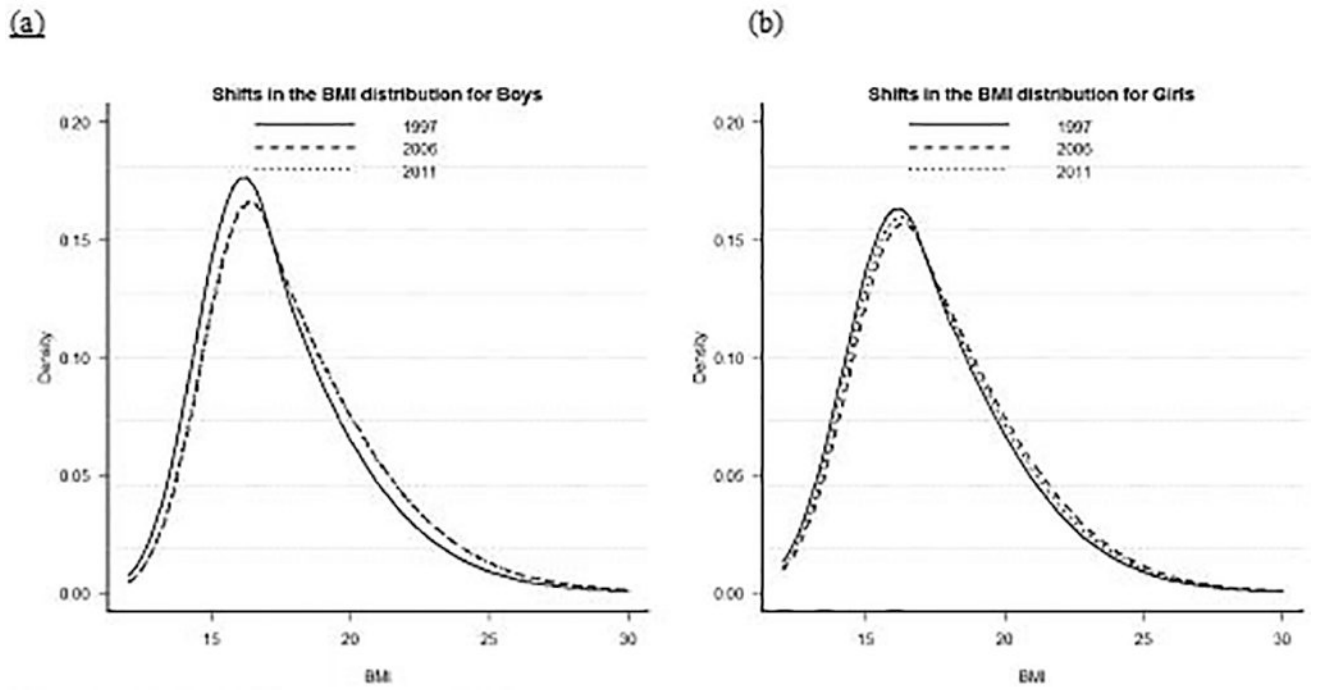 (a)
Shifts in the BMI distribution for Boys
1997
2006
2011
0.20
0.15
0.10
0.05
0.00
Density
15 20 25 30
BMI
(b)
Shifts in the BMI distribution for Girls
1997
2006
2011
0.20
0.15
0.10
0.05
0.00
Density
15 20 25 30
BMI